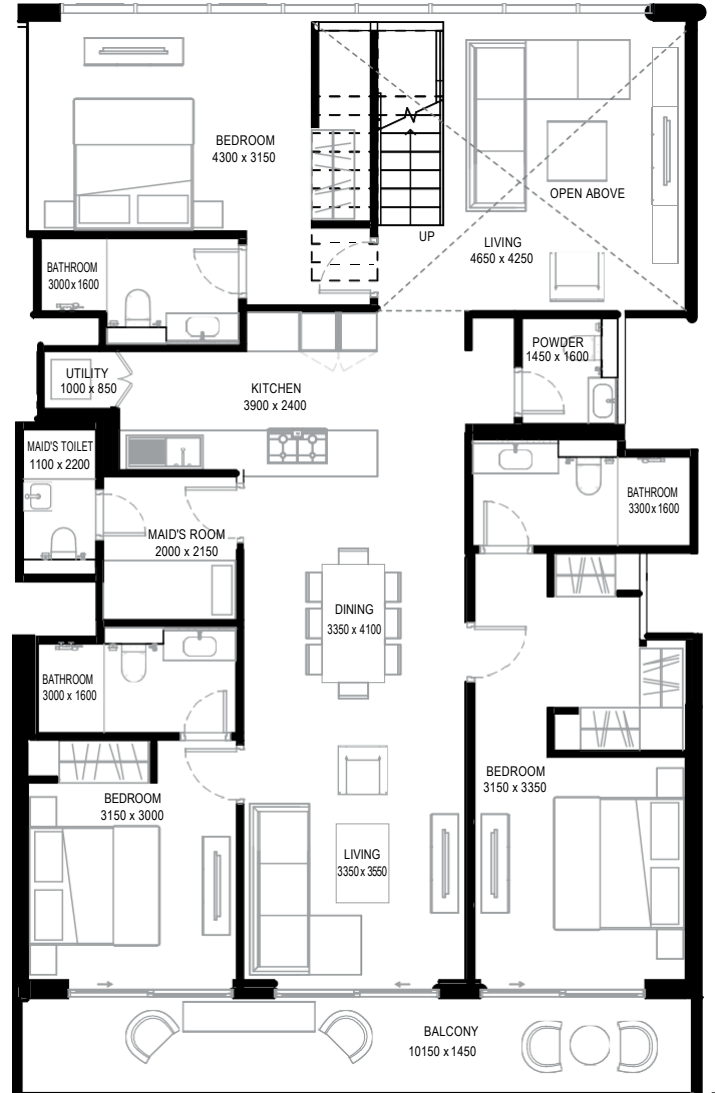 BEDROOM
4300 x 3150
OPEN ABOVE
UP
LIVING
4650 x 4250
BATHROOM
3000x1600
POWDER
1450 x 1600
UTILITY
1000 x 850
KITCHEN
3900 x 2400
MAID'S TOILET
1100 x 2200
BATHROOM
3300x1600
MAID'S ROOM
2000 x 2150
DINING
3350 x 4100
BATHROOM
3000 x 1600
BEDROOM
3150 x 3350
BEDROOM
3150 x 3000
LIVING
3350x3550
BALCONY
10150 x 1450